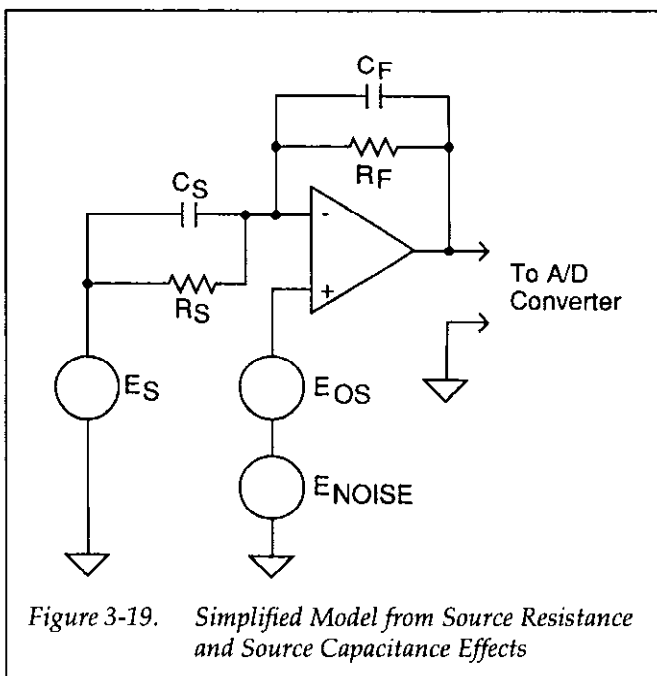 CF
RF
CS
RS
-
+
To A/D
Converter
ES
EOS
ENOISE
Figure 3-19. Simplified Model from Source Resistance
and Source Capacitance Effects